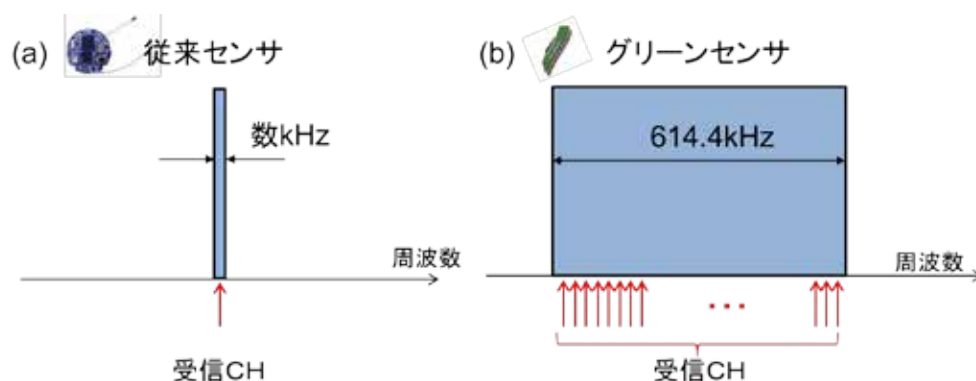 (a) 従来センサ
数kHz
周波数
受信CH
(b) グリーンセンサ
614.4kHz
周波数
・・・
受信CH